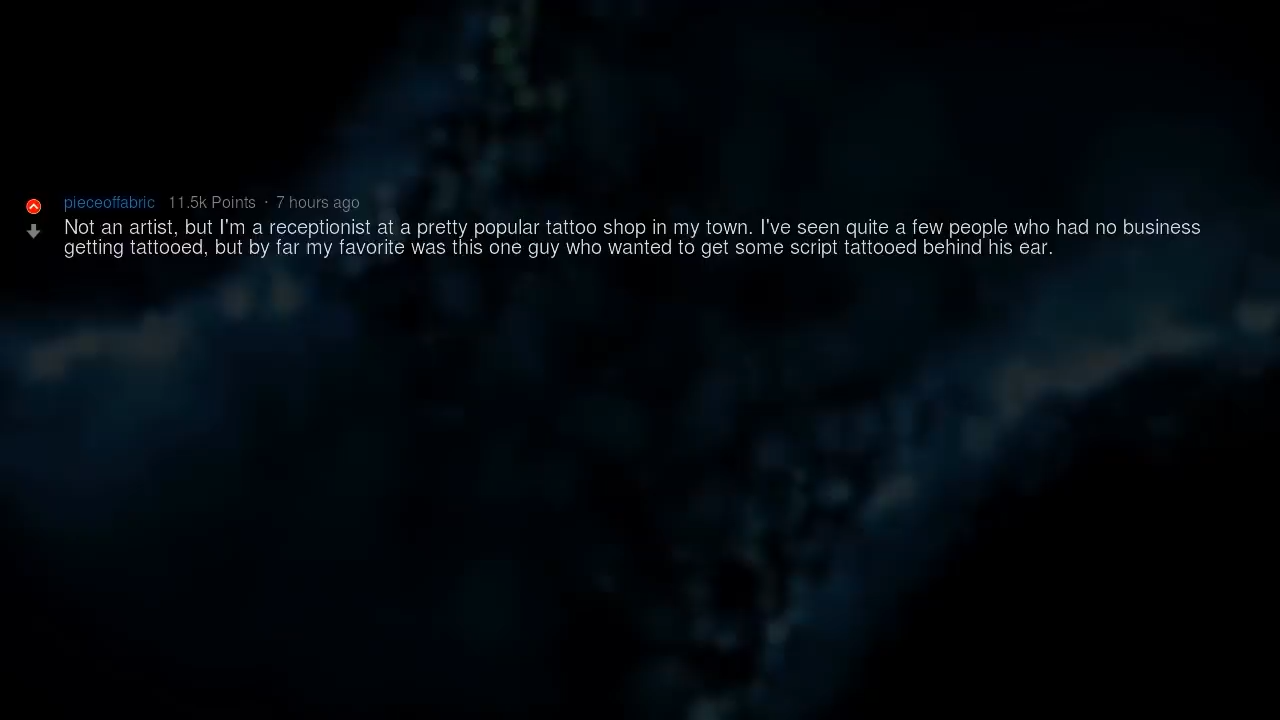 pieceoffabric 11.5k Points · 7 hours ago
Not an artist, but I'm a receptionist at a pretty popular tattoo shop in my town. I've seen quite a few people who had no business
getting tattooed, but by far my favorite was this one guy who wanted to get some script tattooed behind his ear.